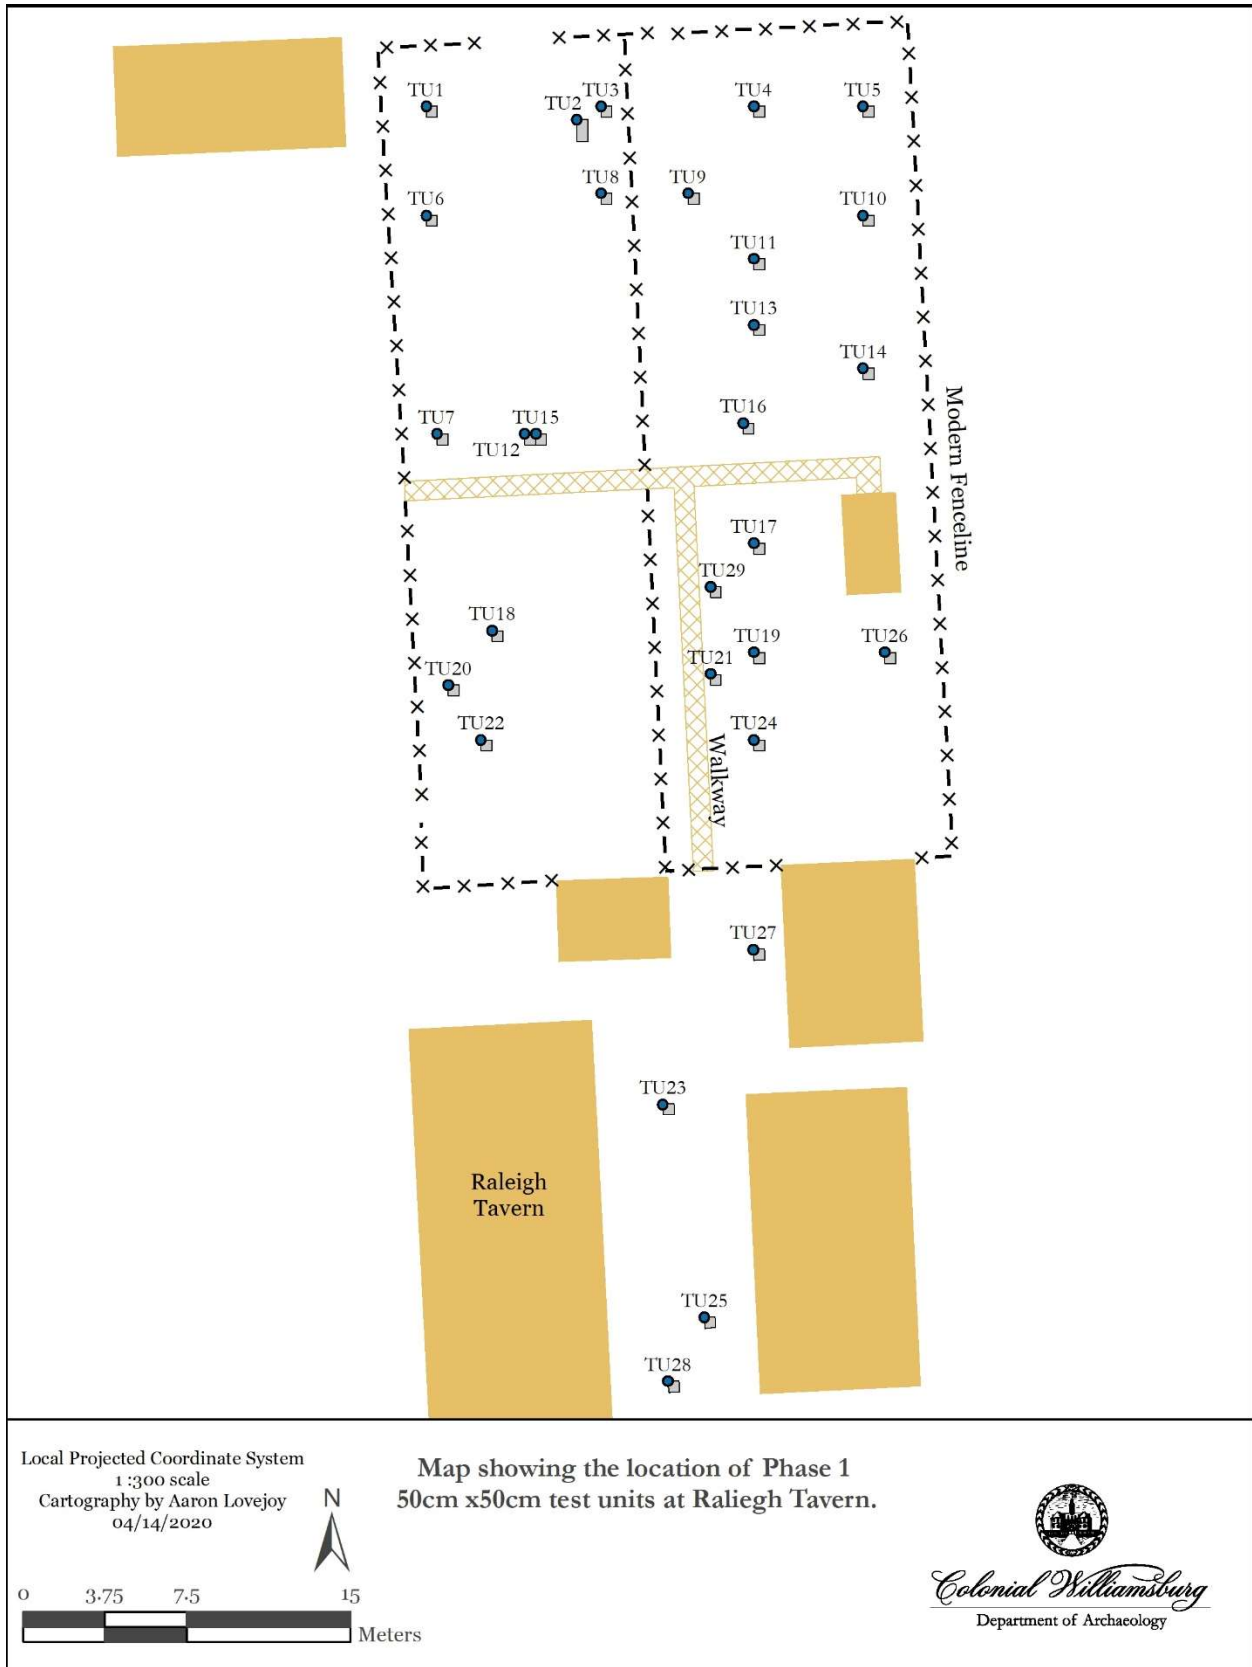 TU1
TU2
TU3
TU4
TU5
TU6
TU8
TU9
TU10
TU11
TU13
TU14
TU7
TU15
TU12
TU16
Modern Fenceline
TU17
TU29
TU18
TU19
TU26
TU21
TU20
TU22
TU24
Walkway
TU27
TU23
Raleigh
Tavern
TU25
TU28
Local Projected Coordinate System
1 :300 scale
Cartography by Aaron Lovejoy
04/14/2020
N
0 3.75 7.5 15
Meters
Map showing the location of Phase 1
50cm x50cm test units at Raliegh Tavern.
Colonial Williamsburg
Department of Archaeology